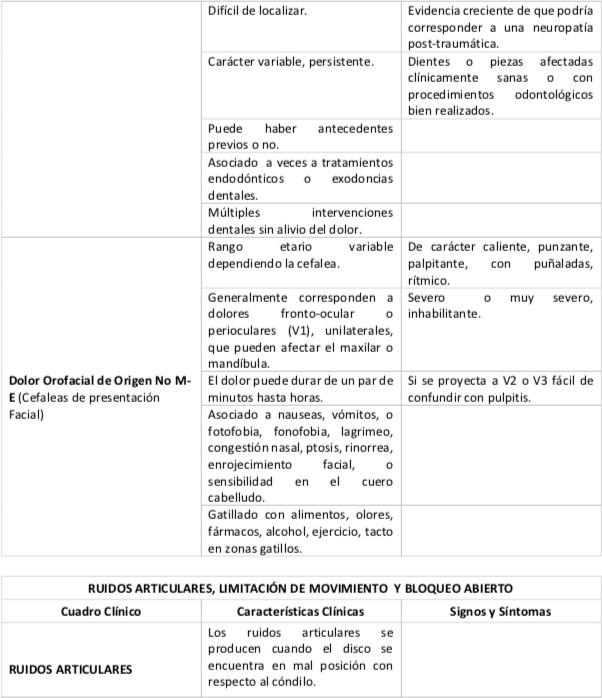 Difícil de localizar.
Evidencia creciente de que podría
corresponder a una neuropatía
post-traumática.
Carácter variable, persistente.
Dientes o piezas afectadas
clínicamente sanas o con
procedimientos odontológicos
bien realizados.
Puede haber antecedentes
previos o no.
Asociado a veces a tratamientos
endodónticos o exodoncias
dentales.
Múltiples intervenciones
dentales sin alivio del dolor.
Dolor Orofacial de Origen No M-
E (Cefaleas de presentación
Facial)
Rango etario variable
dependiendo la cefalea.
De carácter caliente, punzante,
palpitante, con puñaladas,
rítmico.
Generalmente corresponden a
dolores fronto-ocular o
perioculares (V1), unilaterales,
que pueden afectar el maxilar o
mandíbula.
Severo o muy severo,
inhabilitante.
El dolor puede durar de un par de
minutos hasta horas.
Si se proyecta a V2 o V3 fácil de
confundir con pulpitis.
Asociado a nauseas, vómitos, o
fotofobia, fonofobia, lagrimeo,
congestión nasal, ptosis, rinorrea,
enrojecimiento facial, o
sensibilidad en el cuero
cabelludo.
Gatillado con alimentos, olores,
fármacos, alcohol, ejercicio, tacto
en zonas gatillos.
RUIDOS ARTICULARES, LIMITACIÓN DE MOVIMIENTO Y BLOQUEO ABIERTO
Cuadro Clínico
Características Clínicas
Signos y Síntomas
RUIDOS ARTICULARES
Los ruidos articulares se
producen cuando el disco se
encuentra en mal posición con
respecto al cóndilo.